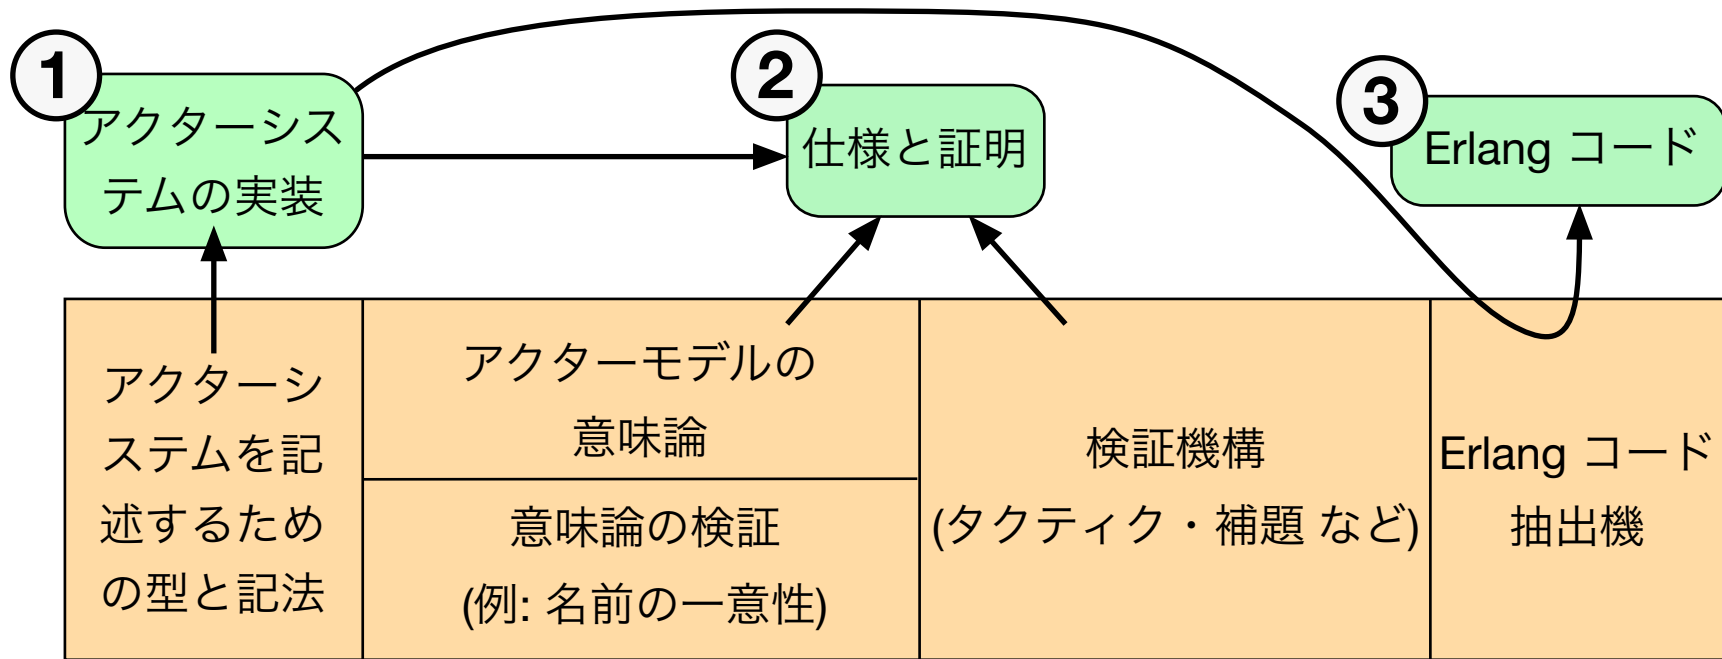 1
アクターシス
テムの実装
2
仕様と証明
3
Erlang コード
アクターシ
ステムを記
述するため
の型と記法
アクターモデルの
意味論
意味論の検証
(例: 名前の一意性)
検証機構
(タクティク・補題 など)
Erlang コード
抽出機